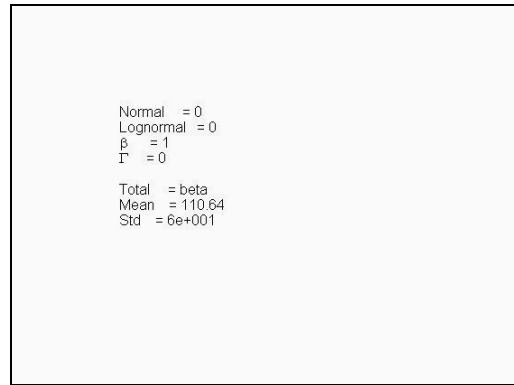 Normal = 0
Lognormal = 0
β = 1
Γ = 0
Total = beta
Mean = 110.64
Std = 6e+001